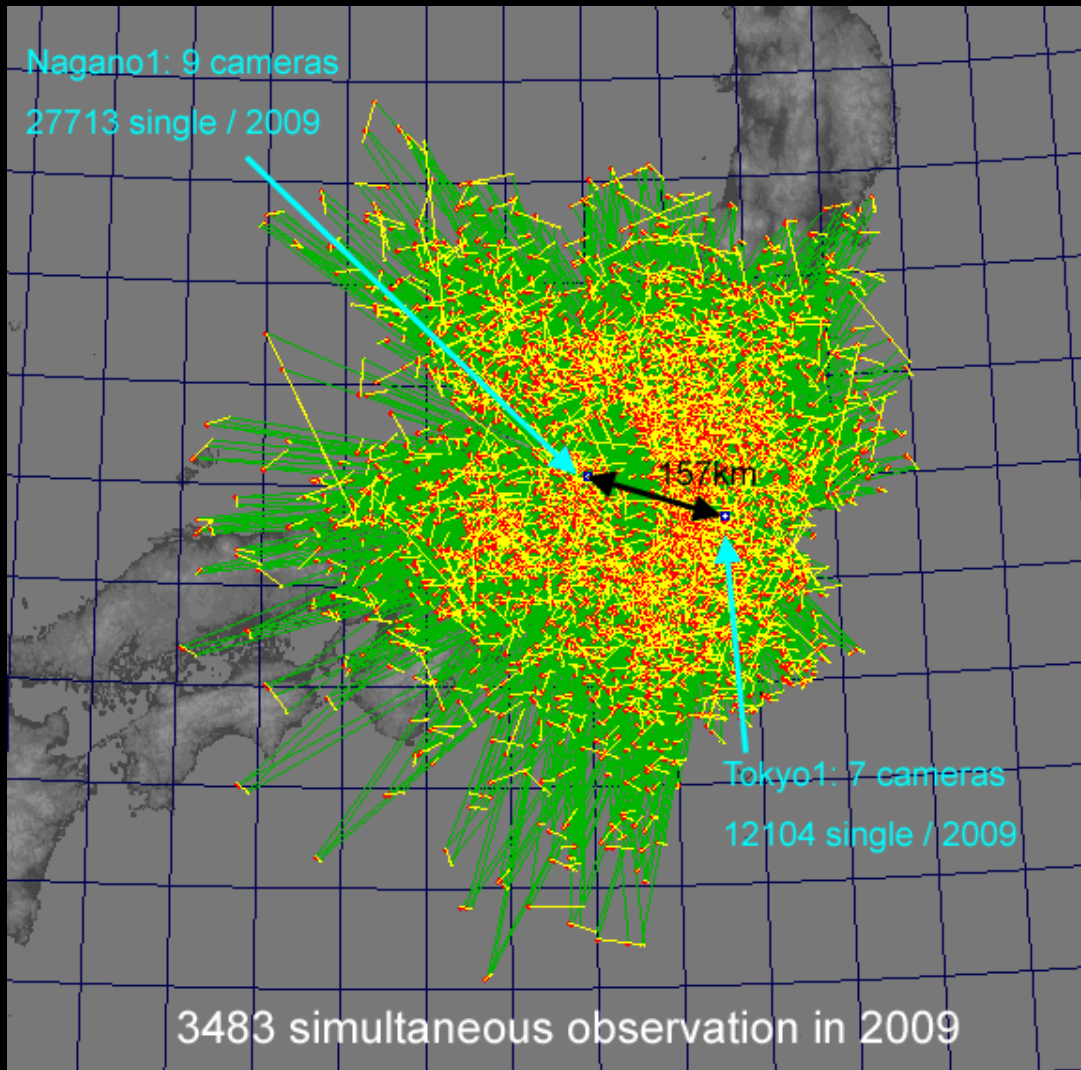 Nagano1: 9 cameras
27713 single / 2009
157km
Tokyo1: 7 cameras
12104 single / 2009
3483 simultaneous observation in 2009